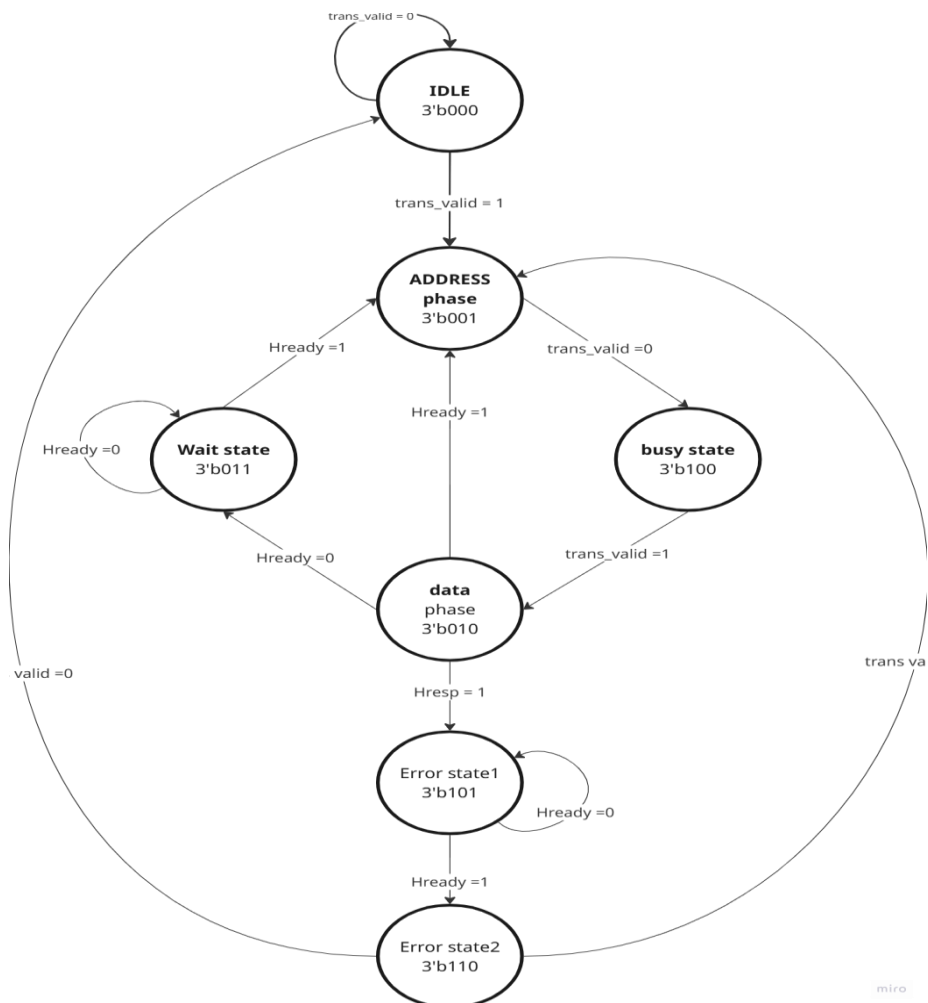 trans_valid = 0
IDLE
3'b000
trans_valid = 1
ADDRESS
phase
3'b001
Hready =1
trans_valid =0
Hready =1
Hready =0
Wait state
3'b011
busy state
3'b100
Hready =0
trans_valid =1
data
phase
3'b010
valid =0
trans va
Hresp = 1
Error state1
3'b101
Hready =0
Hready =1
Error state2
3'b110
miro